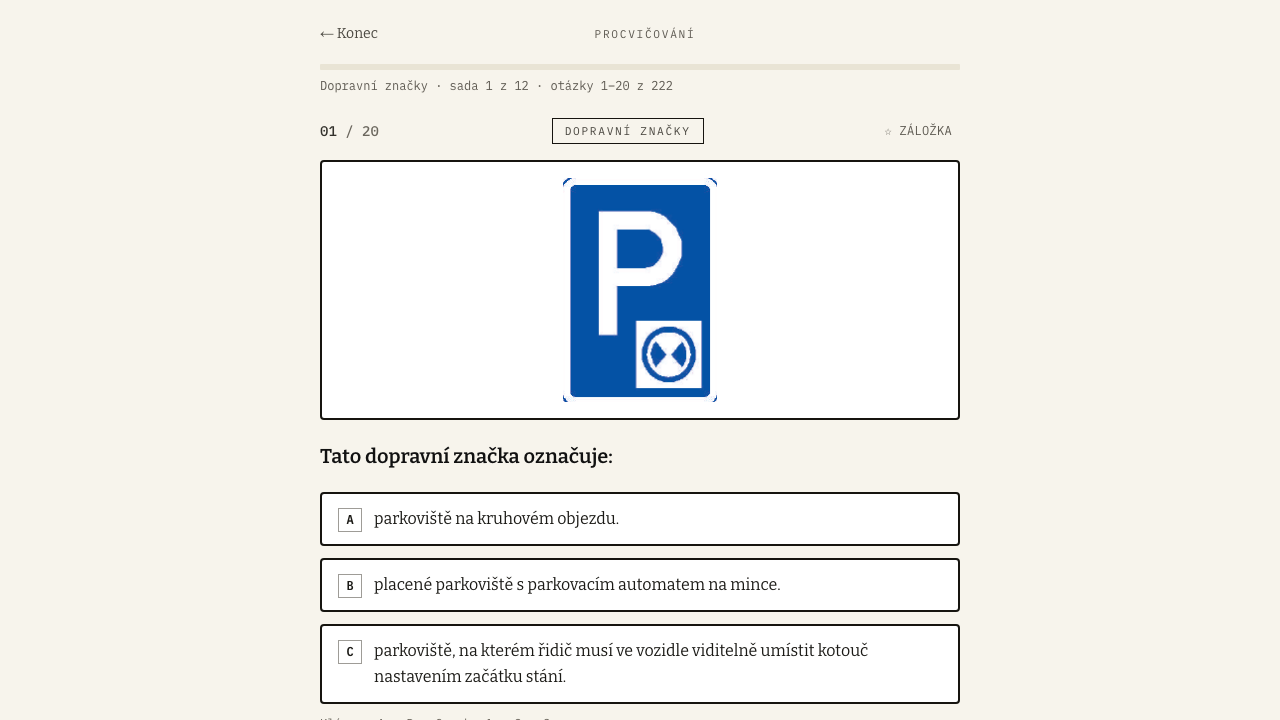 ← Konec
PROCVIČOVÁNÍ
Dopravní značky · sada 1 z 12 · otázky 1–20 z 222
01 / 20
DOPRAVNÍ ZNAČKY
☆ ZÁLOŽKA
P
Tato dopravní značka označuje:
A parkoviště na kruhovém objezdu.
B placené parkoviště s parkovacím automatem na mince.
C parkoviště, na kterém řidič musí ve vozidle viditelně umístit kotouč
nastavením začátku stání.